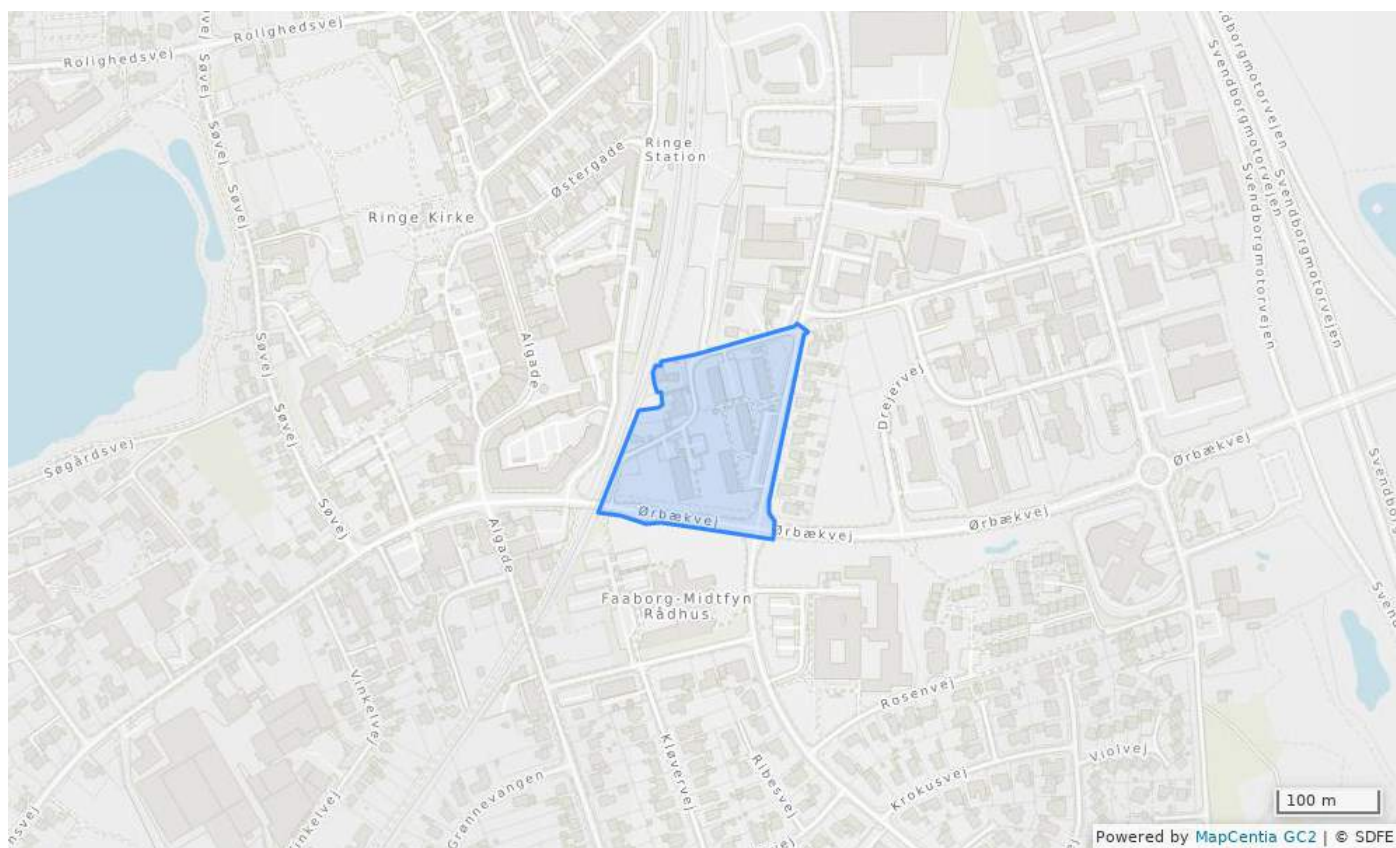 Rolighedsvej
Rolighedsvej
Søvej
Søvej
Søvej
Søvej
Svendborgmotorvejen
Svendborgmotorvejen
Svendborgmotorvejen
Svendborgmotorvejen
Ringe
Station
Østergade
Ringe Kirke
Søvej
Algade
Drejervej
Søgårdsvej
Søvej
Søvej
Ørbækvej
Ørbækvej
Ørbækvej
Ørbækvej
Algade
Faaborg-Midtfyn
Rådhus
Vinkelvej
Rosenvej
Kløvervej
Ribesvej
Violvej
Krokusvej
Grønnevangen
100 m
Powered by MapCentia GC2 | © SDFE